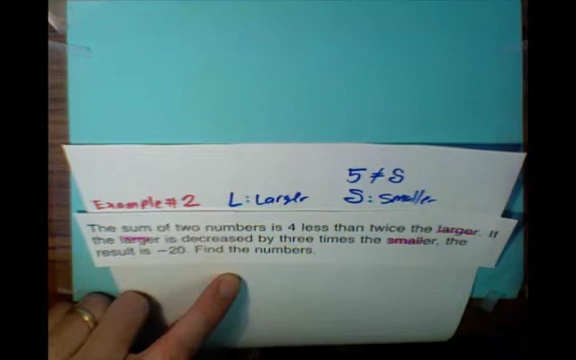 5 ≠ S
Example #2 L: Larger S: Smaller
The sum of two numbers is 4 less than twice the larger. If
the larger is decreased by three times the smaller, the
result is −20. Find the numbers.